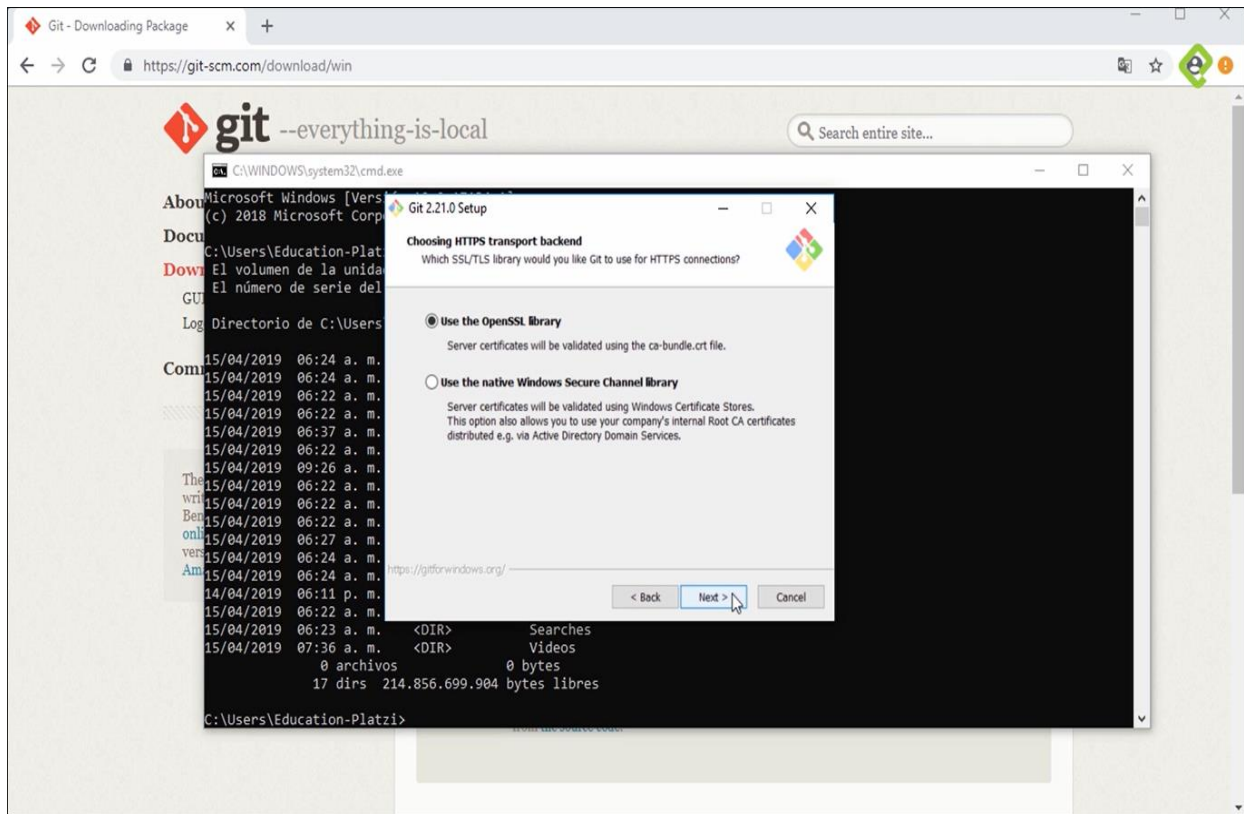 Git - Downloading Package
https://git-scm.com/download/win
git --everything-is-local
Search entire site...
C:\WINDOWS\system32\cmd.exe
Microsoft Windows
(c) 2018 Microsoft
C:\Users\Education-Plat
El volumen de la
El número de serie del
Directorio de C:\Users
15/04/2019 06:24 a. m.
15/04/2019 06:24 a. m.
15/04/2019 06:22 a. m.
15/04/2019 06:22 a. m.
15/04/2019 06:37 a. m.
15/04/2019 06:22 a. m.
15/04/2019 09:26 a. m.
15/04/2019 06:22 a. m.
15/04/2019 06:22 a. m.
15/04/2019 06:22 a. m.
15/04/2019 06:27 a. m.
15/04/2019 06:24 a. m.
15/04/2019 06:24 a. m.
14/04/2019 06:11 p. m.
15/04/2019 06:22 a. m.
15/04/2019 06:23 a. m. <DIR> Searches
15/04/2019 07:36 a. m. <DIR> Videos
0 archivos 0 bytes
17 dirs 214.856.699.904 bytes libres
C:\Users\Education-Platzi>
Git 2.21.0 Setup
Choosing HTTPS transport backend
Which SSL/TLS library would you like Git to use for HTTPS connections?
Use the OpenSSL library
Server certificates will be validated using the ca-bundle.crt file.
Use the native Windows Secure Channel library
Server certificates will be validated using Windows Certificate Stores.
This option also allows you to use your company's internal Root CA certificates
distributed e.g. via Active Directory Domain Services.
https://gitforwindows.org/
< Back Next > Cancel